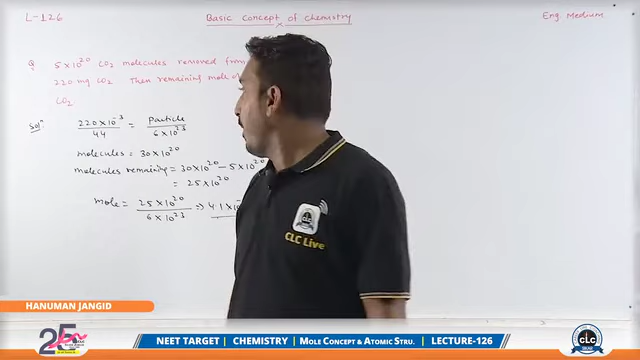 L-126
Basic Concept of Chemistry
Eng. Medium
Q 5×10²⁰ CO₂ molecules removed from
220 mg CO₂ Then remaining mole of
CO₂
Solⁿ 220×10⁻³/44 = Particle/6×10²³
molecules = 30×10²⁰
molecules remaining = 30×10²⁰ − 5×10²⁰
= 25×10²⁰
mole = 25×10²⁰/6×10²³ ⇒ 4.1×10
CLC Live
HANUMAN JANGID
25
CLC
NEET TARGET | CHEMISTRY | MOLE CONCEPT & ATOMIC STRU. | LECTURE-126